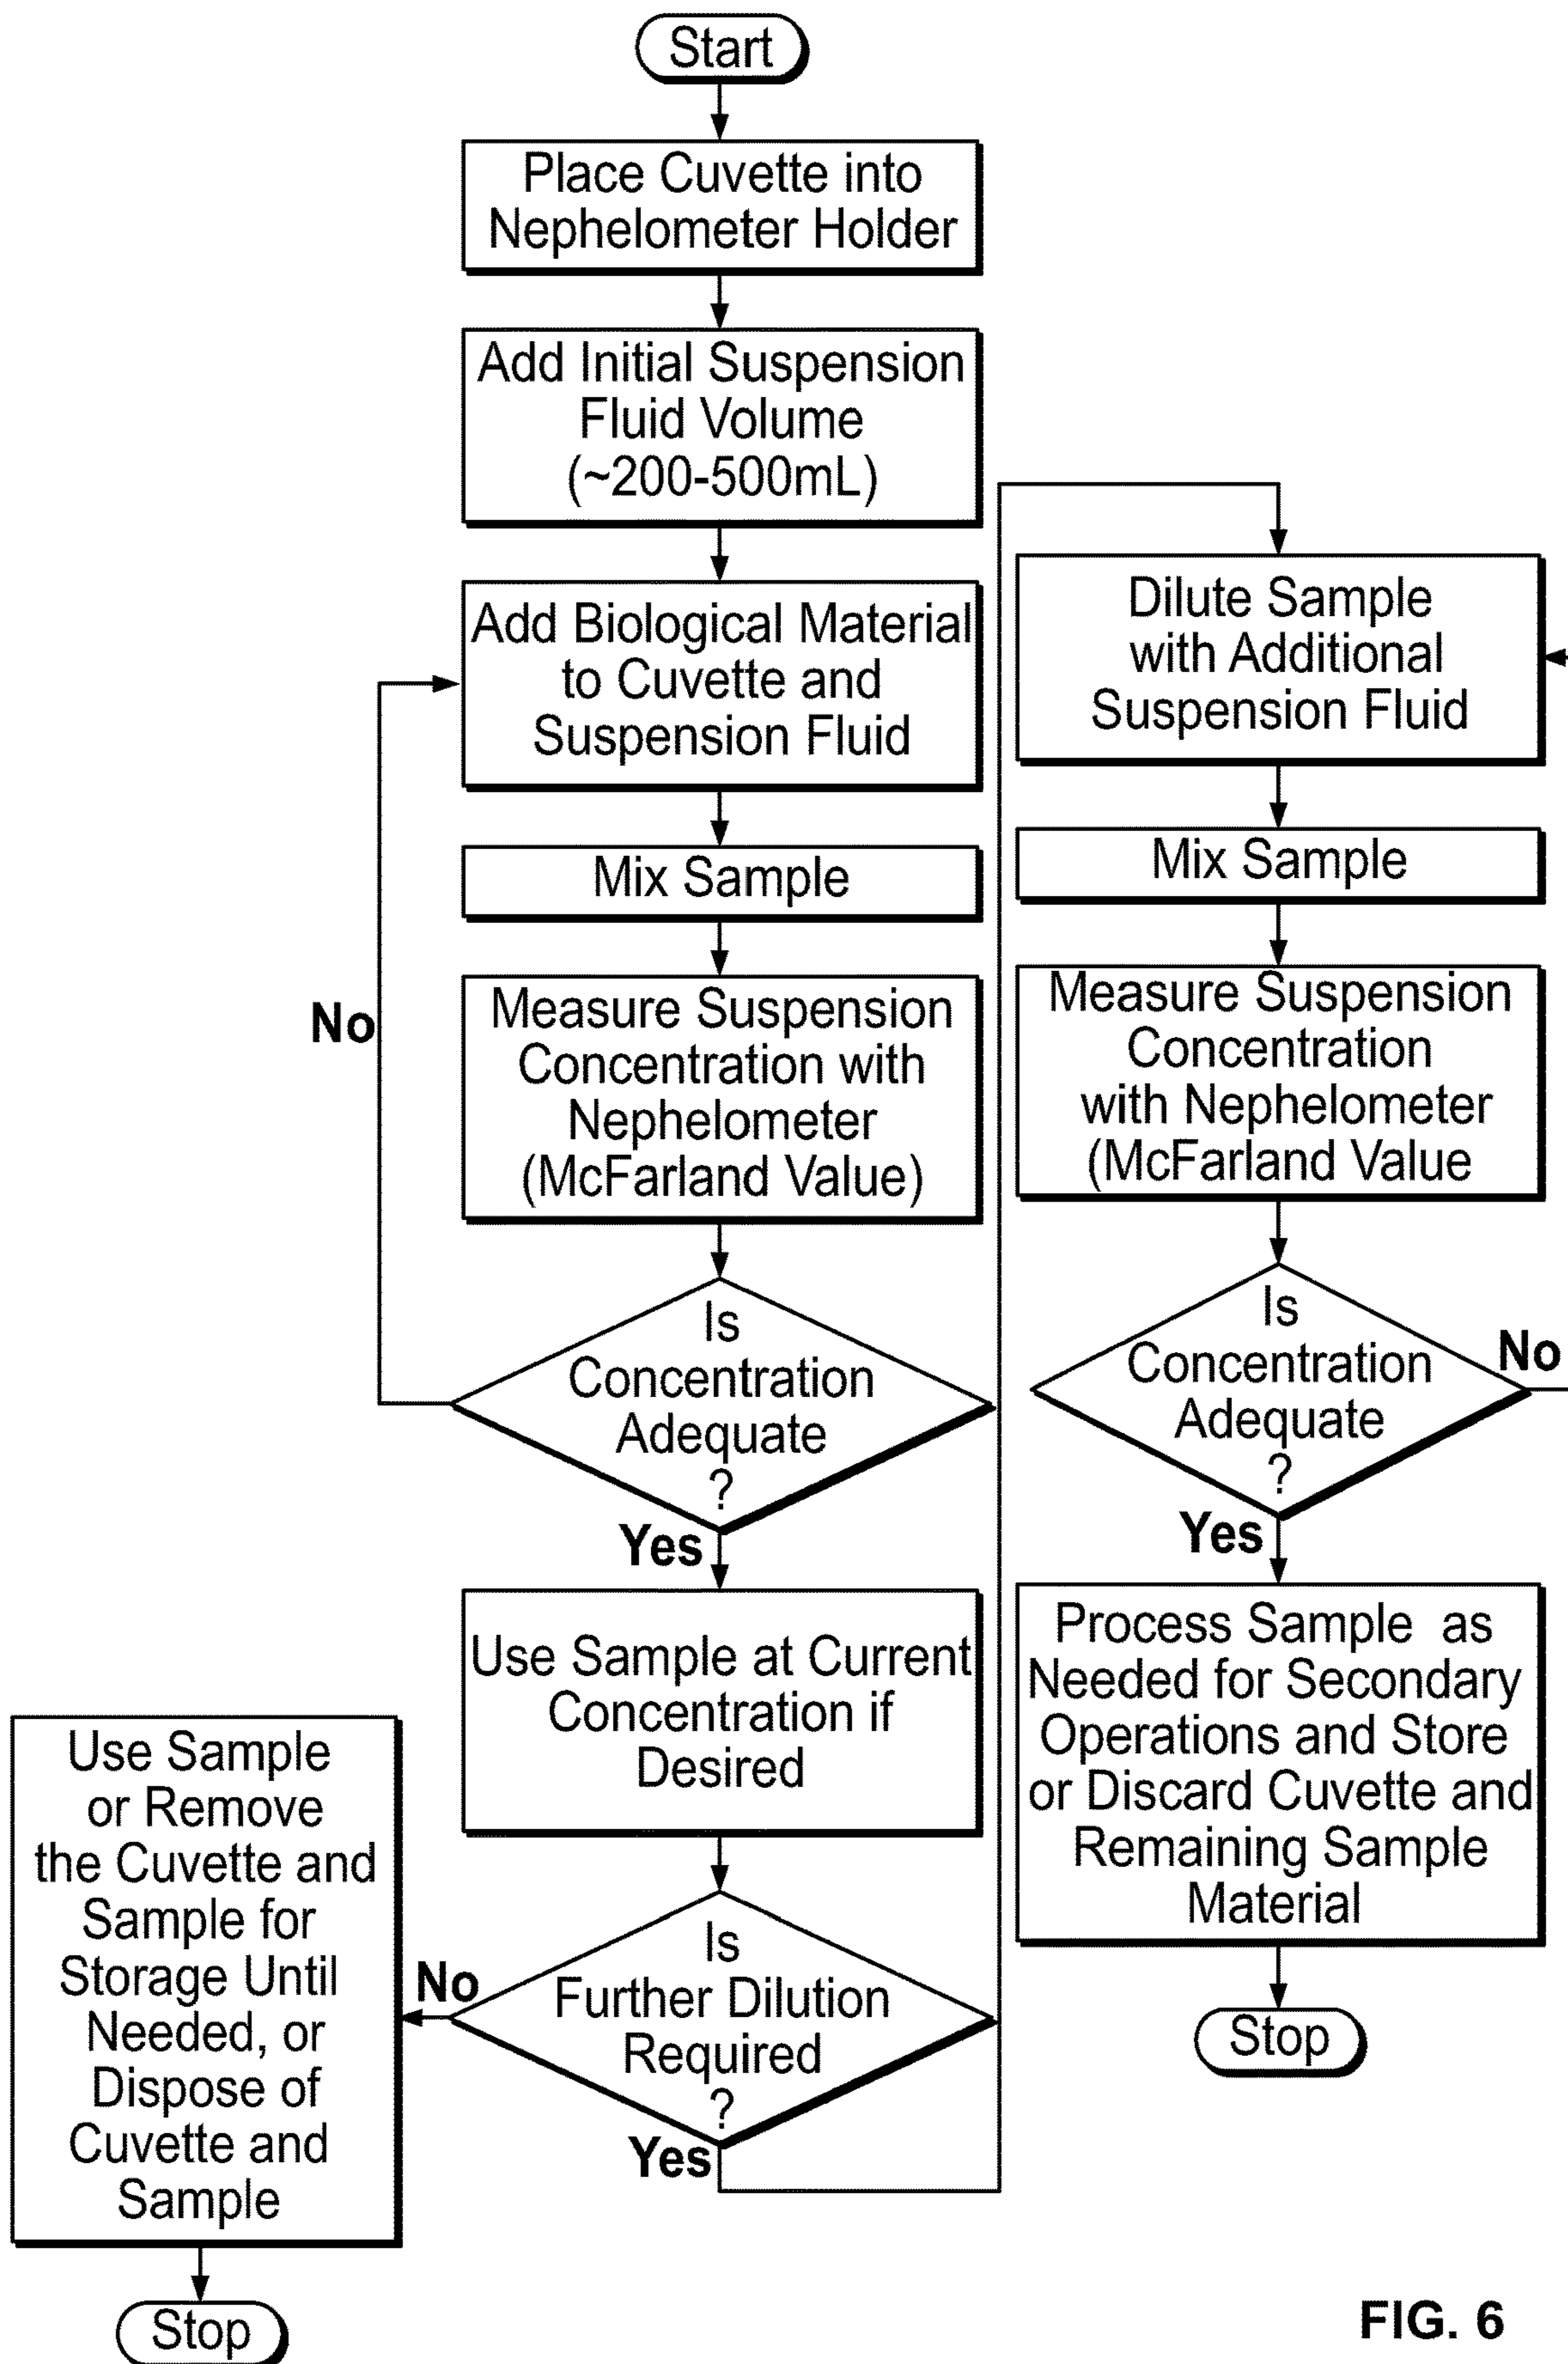 Start
Place Cuvette into
Nephelometer Holder
Add Initial Suspension
Fluid Volume
(~200-500mL)
Add Biological Material
to Cuvette and
Suspension Fluid
Mix Sample
Measure Suspension
Concentration with
Nephelometer
(McFarland Value)
No
Is
Concentration
Adequate
?
Yes
Use Sample at Current
Concentration if
Desired
Is
Further Dilution
Required
?
No
Yes
Use Sample
or Remove
the Cuvette and
Sample for
Storage Until
Needed, or
Dispose of
Cuvette and
Sample
Stop
Dilute Sample
with Additional
Suspension Fluid
Mix Sample
Measure Suspension
Concentration
with Nephelometer
(McFarland Value
Is
Concentration
Adequate
?
No
Yes
Process Sample as
Needed for Secondary
Operations and Store
or Discard Cuvette and
Remaining Sample
Material
Stop
FIG. 6